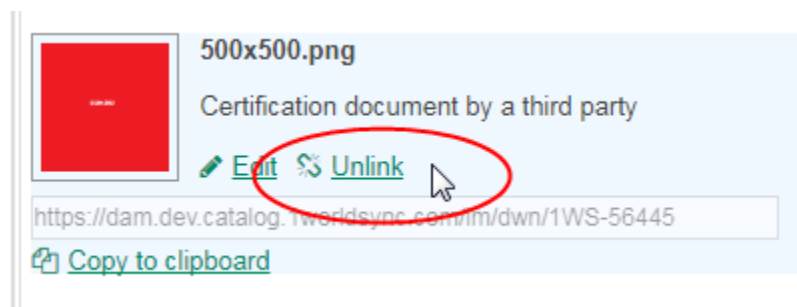 500x500.png
Certification document by a third party
Edit Unlink
https://dam.dev.catalog.1worldsync.com/im/dwn/1WS-56445
Copy to clipboard